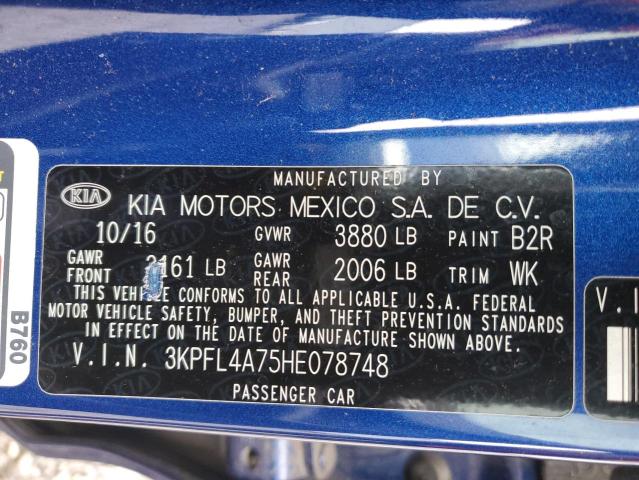 MANUFACTURED BY
KIA KIA MOTORS MEXICO S.A. DE C.V.
10/16 GVWR 3880 LB PAINT B2R
GAWR FRONT 2161 LB GAWR REAR 2006 LB TRIM WK
THIS VEHICLE CONFORMS TO ALL APPLICABLE U.S.A. FEDERAL
MOTOR VEHICLE SAFETY, BUMPER, AND THEFT PREVENTION STANDARDS
IN EFFECT ON THE DATE OF MANUFACTURE SHOWN ABOVE.
V.I.N. 3KPFL4A75HE078748
PASSENGER CAR
B760